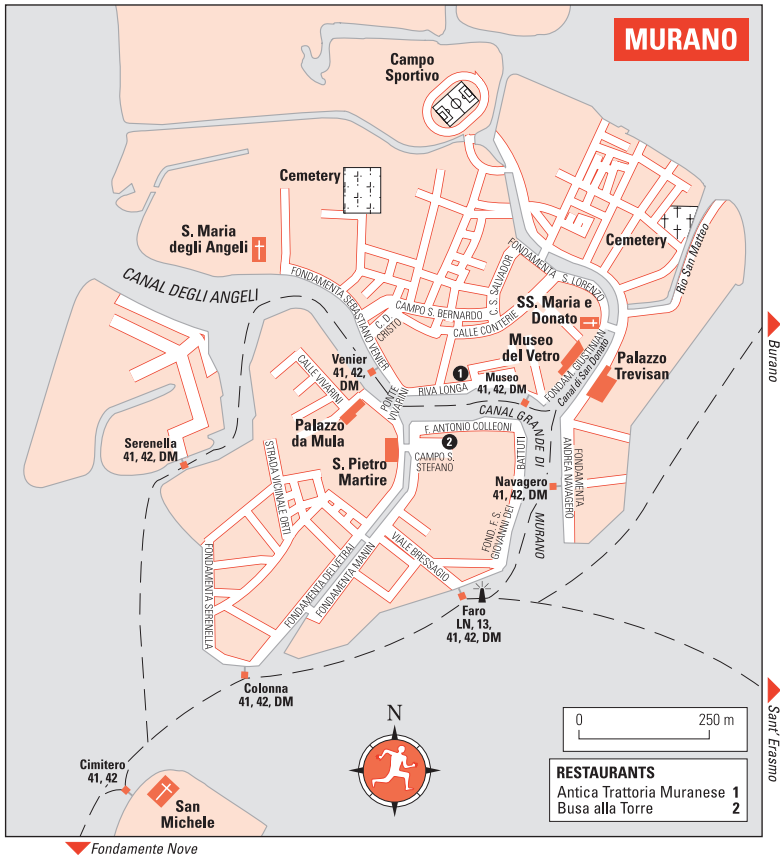 MURANO
Campo
Sportivo
Cemetery
S. Maria
degli Angeli
Cemetery
Rio San Matteo
CANAL DEGLI ANGELI
FONDAMENTA SEBASTIANO VENIER
C. D.
CRISTO
CAMPO S. BERNARDO
C. S. SALVADOR
CALLE CONTERIE
FONDAMENTA S. LORENZO
SS. Maria e
Donato
Museo
del Vetro
FONDAM. GIUSTINIAN
Canal di San Donato
Palazzo
Trevisan
Burano
Venier
41, 42,
DM
CALLE VIVARINI
PONTE
VIVARINI
1
RIVA LONGA
Museo
41, 42, DM
CANAL GRANDE DI MURANO
Palazzo
da Mula
F. ANTONIO COLLEONI
2
CAMPO S.
STEFANO
S. Pietro
Martire
Serenella
41, 42, DM
STRADA VICINALE ORTI
FOND. F. S.
GIOVANNI DEI
BATTUTI
Navagero
41, 42, DM
FONDAMENTA
ANDREA NAVAGERO
FONDAMENTA SERENELLA
FONDAMENTA DEI VETRAI
FONDAMENTA MANIN
VIALE BRESSAGIO
Faro
LN, 13,
41, 42, DM
Colonna
41, 42, DM
Sant' Erasmo
N
0 250 m
Cimitero
41, 42
San
Michele
RESTAURANTS
Antica Trattoria Muranese 1
Busa alla Torre 2
Fondamente Nove